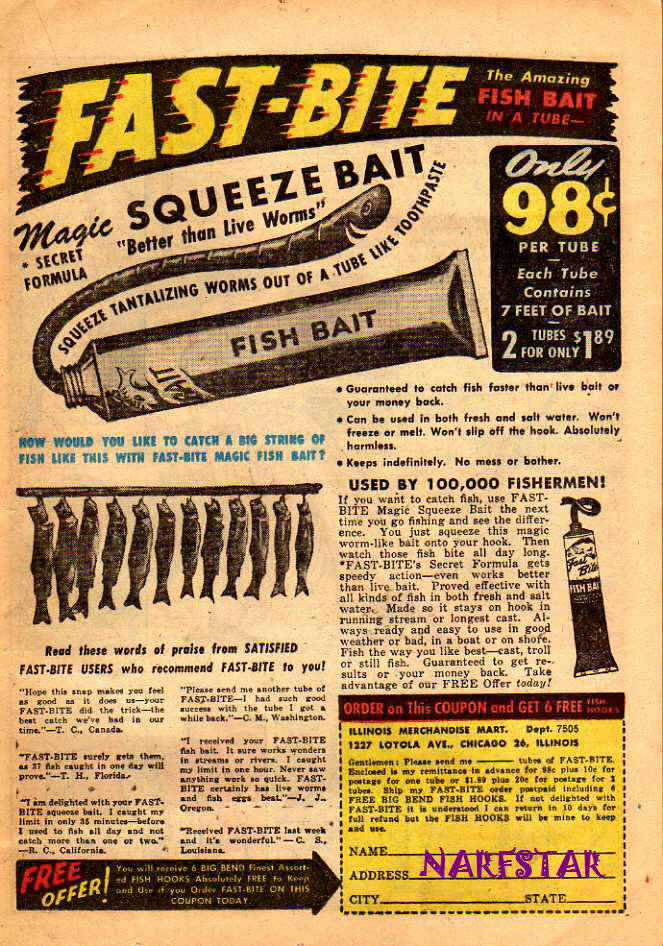 FAST-BITE
The Amazing
FISH BAIT
IN A TUBE—
Magic SQUEEZE BAIT
"Better than Live Worms"
* SECRET
FORMULA
SQUEEZE TANTALIZING WORMS OUT OF A TUBE LIKE TOOTHPASTE
FISH BAIT
Only
98¢
PER TUBE
—
Each Tube
Contains
7 FEET OF BAIT
—
2 TUBES FOR ONLY $1.89
• Guaranteed to catch fish faster than live bait or
your money back.
• Can be used in both fresh and salt water. Won't
freeze or melt. Won't slip off the hook. Absolutely
harmless.
• Keeps indefinitely. No mess or bother.
HOW WOULD YOU LIKE TO CATCH A BIG STRING OF
FISH LIKE THIS WITH FAST-BITE MAGIC FISH BAIT?
USED BY 100,000 FISHERMEN!
If you want to catch fish, use FAST-
BITE Magic Squeeze Bait the next
time you go fishing and see the differ-
ence. You just squeeze this magic
worm-like bait onto your hook. Then
watch those fish bite all day long.
*FAST-BITE's Secret Formula gets
speedy action—even works better
than live bait. Proved effective with
all kinds of fish in both fresh and salt
water. Made so it stays on hook in
running stream or longest cast. Al-
ways ready and easy to use in good
weather or bad, in a boat or on shore.
Fish the way you like best—cast, troll
or still fish. Guaranteed to get re-
sults or your money back. Take
advantage of our FREE Offer today!
Fast
Bite
FISH BAIT
Read these words of praise from SATISFIED
FAST-BITE USERS who recommend FAST-BITE to you!
"Hope this snap makes you feel
as good as it does us—your
FAST-BITE did the trick—the
best catch we've had in our
time."—T. C., Canada.
"FAST-BITE surely gets them,
as 37 fish caught in one day will
prove."—T. H., Florida.
"I am delighted with your FAST-
BITE squeeze bait. I caught my
limit in only 35 minutes—before
I used to fish all day and not
catch more than one or two."
—R. C., California.
"Please send me another tube of
FAST-BITE—I had such good
success with the tube I got a
while back."—C. M., Washington.
"I received your FAST-BITE
fish bait. It sure works wonders
in streams or rivers. I caught
my limit in one hour. Never saw
anything work so quick. FAST-
BITE certainly has live worms
and fish eggs beat."—J. J.,
Oregon.
"Received FAST-BITE last week
and it's wonderful."—C. S.,
Louisiana.
FREE
OFFER!
You will receive 6 BIG BEND Finest Assort-
ed FISH HOOKS Absolutely FREE to Keep
and Use if you Order FAST-BITE ON THIS
COUPON TODAY.
ORDER on This COUPON and GET 6 FREE FISH HOOKS
ILLINOIS MERCHANDISE MART. Dept. 7505
1227 LOYOLA AVE., CHICAGO 26, ILLINOIS
Gentlemen: Please send me ——— tubes of FAST-BITE.
Enclosed is my remittance in advance for 98c plus 10c for
postage for one tube or $1.89 plus 20c for postage for 2
tubes. Ship my FAST-BITE order postpaid including 6
FREE BIG BEND FISH HOOKS. If not delighted with
FAST-BITE it is understood I can return in 10 days for
full refund but the FISH HOOKS will be mine to keep
and use.
NAME
ADDRESS
NARFSTAR
CITY STATE